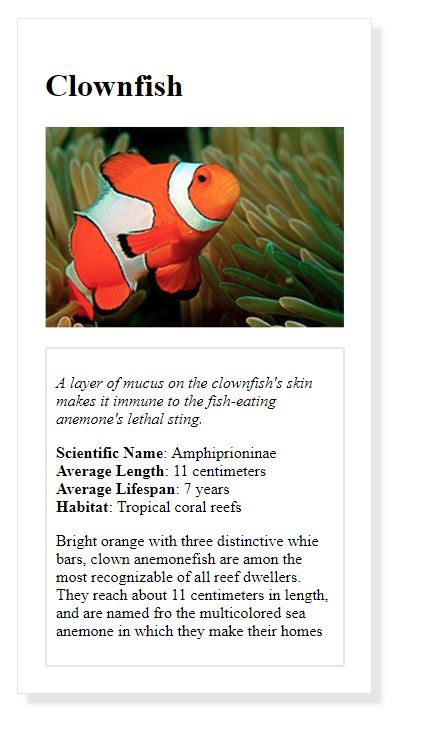 Clownfish
A layer of mucus on the clownfish's skin
makes it immune to the fish-eating
anemone's lethal sting.
Scientific Name: Amphiprioninae
Average Length: 11 centimeters
Average Lifespan: 7 years
Habitat: Tropical coral reefs
Bright orange with three distinctive whie
bars, clown anemonefish are amon the
most recognizable of all reef dwellers.
They reach about 11 centimeters in length,
and are named fro the multicolored sea
anemone in which they make their homes